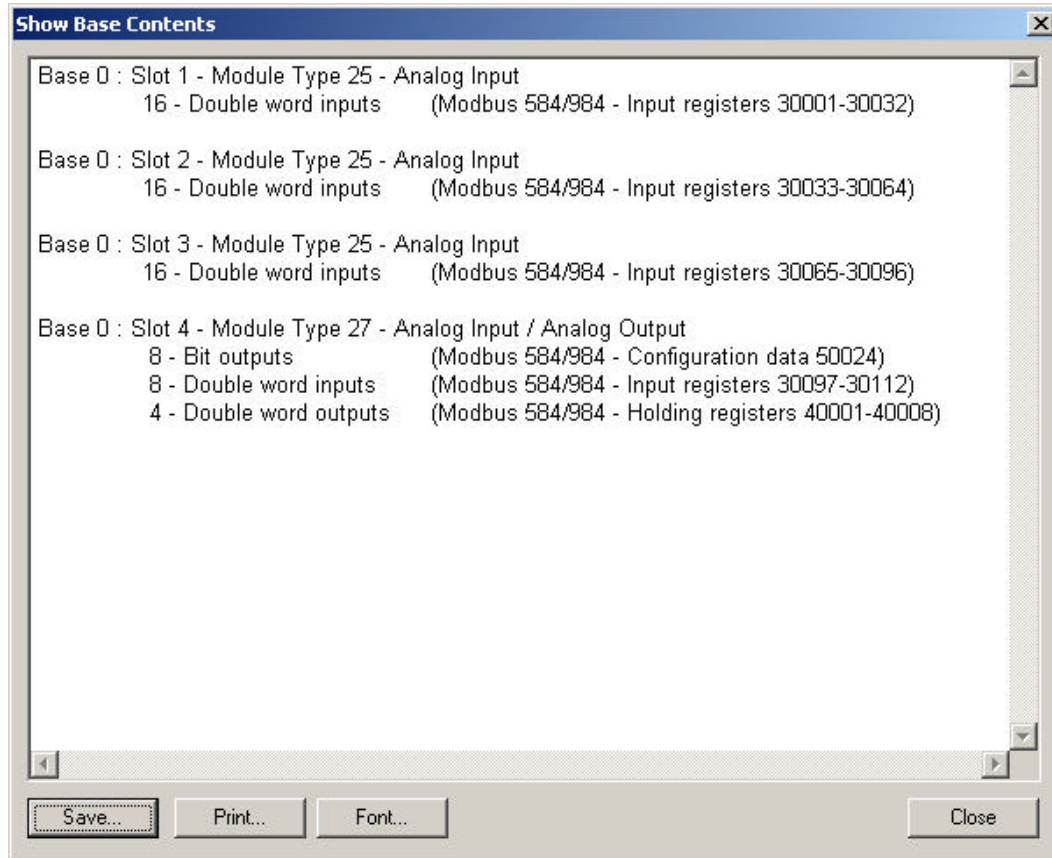 Show Base Contents
Base 0 : Slot 1 - Module Type 25 - Analog Input
16 - Double word inputs (Modbus 584/984 - Input registers 30001-30032)
Base 0 : Slot 2 - Module Type 25 - Analog Input
16 - Double word inputs (Modbus 584/984 - Input registers 30033-30064)
Base 0 : Slot 3 - Module Type 25 - Analog Input
16 - Double word inputs (Modbus 584/984 - Input registers 30065-30096)
Base 0 : Slot 4 - Module Type 27 - Analog Input / Analog Output
8 - Bit outputs (Modbus 584/984 - Configuration data 50024)
8 - Double word inputs (Modbus 584/984 - Input registers 30097-30112)
4 - Double word outputs (Modbus 584/984 - Holding registers 40001-40008)
Save... Print... Font... Close